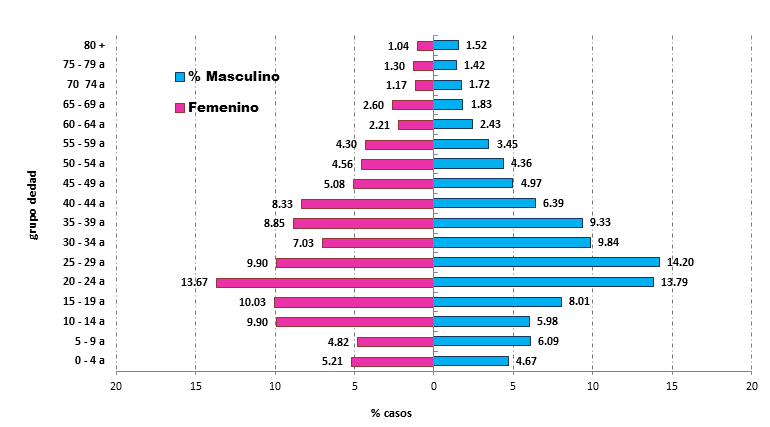 80 + 1.04 1.52
75 - 79 a 1.30 1.42
% Masculino
70 74 a 1.17 1.72
65 - 69 a 2.60 1.83
Femenino
60 - 64 a 2.21 2.43
55 - 59 a 4.30 3.45
50 - 54 a 4.56 4.36
45 - 49 a 5.08 4.97
grupo dedad
40 - 44 a 8.33 6.39
35 - 39 a 8.85 9.33
30 - 34 a 7.03 9.84
25 - 29 a 9.90 14.20
20 - 24 a 13.67 13.79
15 - 19 a 10.03 8.01
10 - 14 a 9.90 5.98
5 - 9 a 4.82 6.09
0 - 4 a 5.21 4.67
20 15 10 5 0 5 10 15 20
% casos